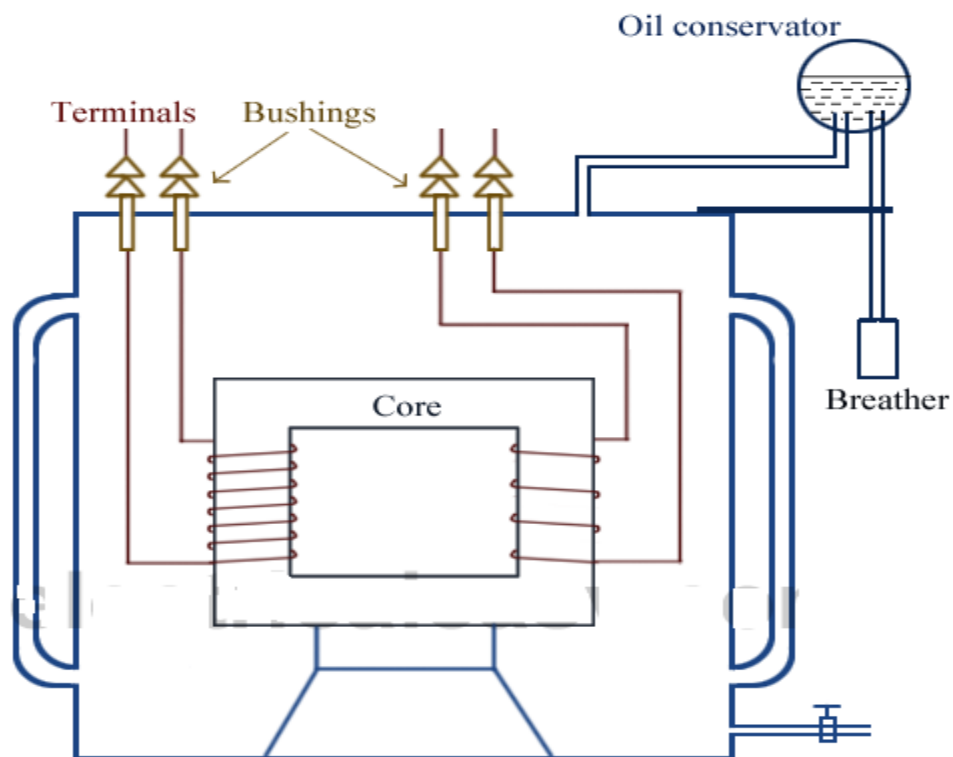 Oil conservator
Terminals
Bushings
Breather
Core